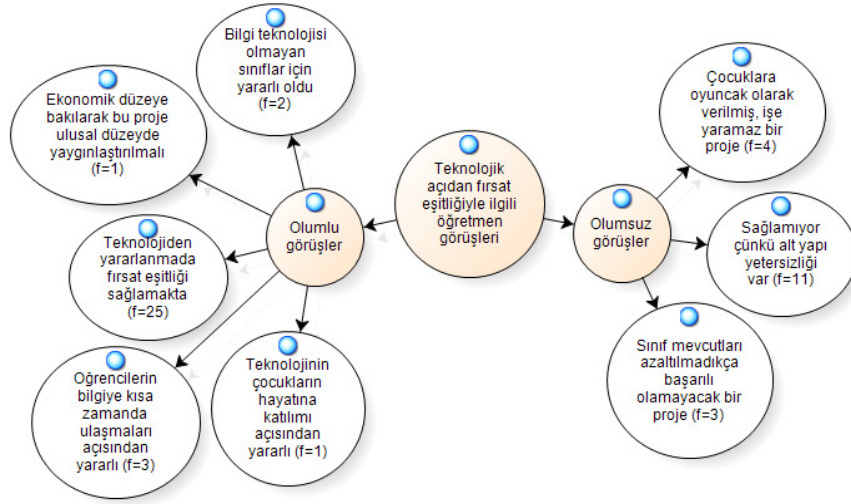 Bilgi teknolojisi
olmayan
sınıflar için
yararlı oldu
(f=2)
Ekonomik düzeye
bakılarak bu proje
ulusal düzeyde
yaygınlaştırılmalı
(f=1)
Teknolojiden
yararlanmada
fırsat eşitliği
sağlamakta
(f=25)
Öğrencilerin
bilgiye kısa
zamanda
ulaşmaları
açısından
yararlı (f=3)
Teknolojinin
çocukların
hayatına
katılımı
açısından
yararlı (f=1)
Olumlu
görüşler
Teknolojik
açıdan fırsat
eşitliğiyle ilgili
öğretmen
görüşleri
Olumsuz
görüşler
Çocuklara
oyuncak olarak
verilmiş, işe
yaramaz bir
proje (f=4)
Sağlamıyor
çünkü alt yapı
yetersizliği
var (f=11)
Sınıf mevcutları
azaltılmadıkça
başarılı
olamayacak bir
proje (f=3)